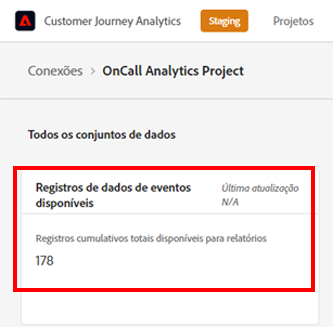 Customer Journey Analytics Staging Projetos
Conexões > OnCall Analytics Project
Todos os conjuntos de dados
Registros de dados de eventos
disponíveis
Última atualização
N/A
Registros cumulativos totais disponíveis para relatórios
178